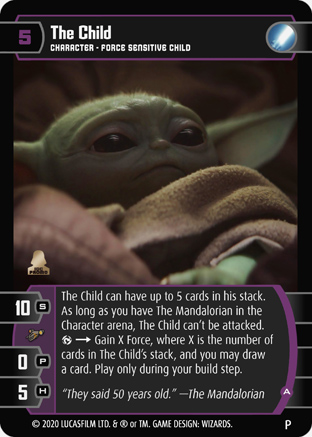 5 The Child
CHARACTER - FORCE SENSITIVE CHILD
PROMO
10 S
0 P
5 H
The Child can have up to 5 cards in his stack.
As long as you have The Mandalorian in the
Character arena, The Child can't be attacked.
Gain X Force, where X is the number of
cards in The Child's stack, and you may draw
a card. Play only during your build step.
"They said 50 years old." —The Mandalorian
A
© 2020 LUCASFILM LTD. & ® or TM. GAME DESIGN: WIZARDS.
P